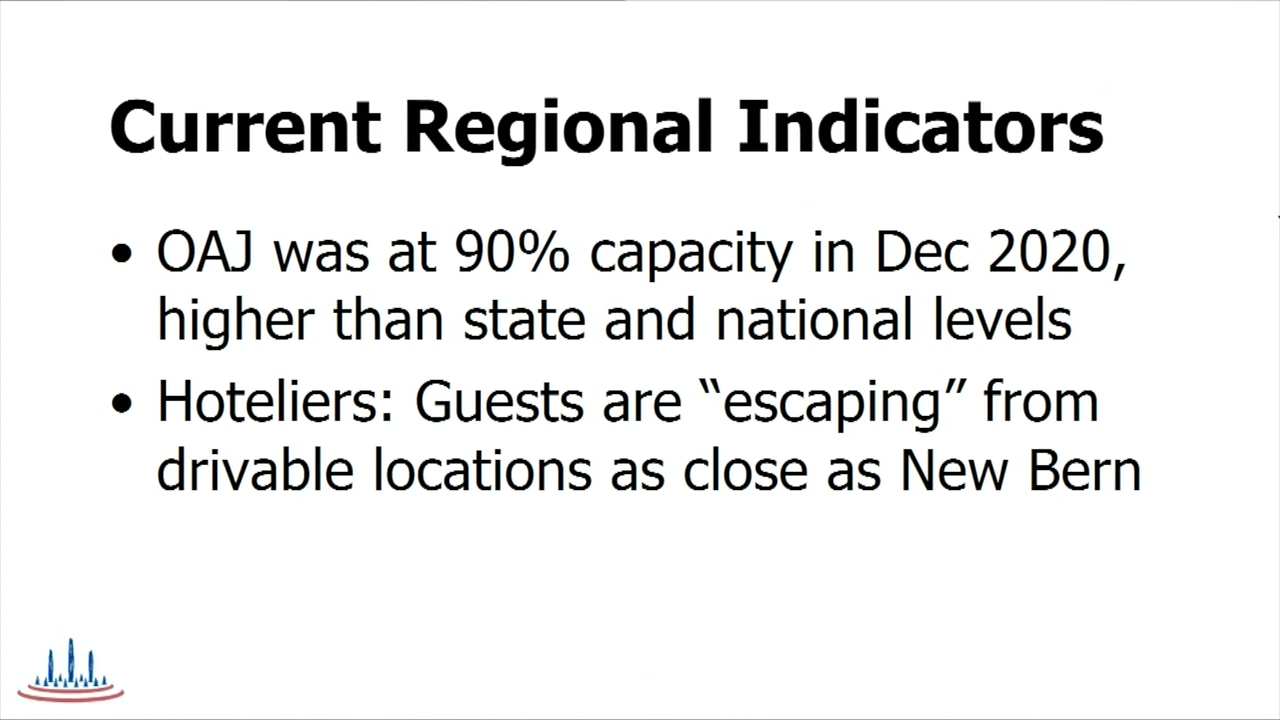 Current Regional Indicators
• OAJ was at 90% capacity in Dec 2020,
higher than state and national levels
• Hoteliers: Guests are “escaping” from
drivable locations as close as New Bern